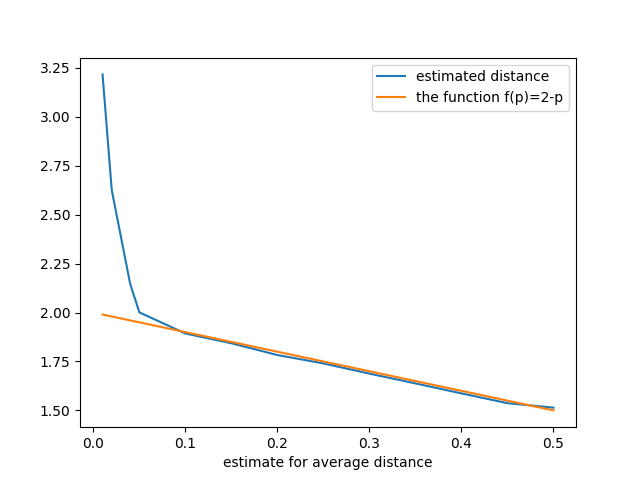 estimated distance
the function f(p)=2-p
3.25
3.00
2.75
2.50
2.25
2.00
1.75
1.50
0.0 0.1 0.2 0.3 0.4 0.5
estimate for average distance